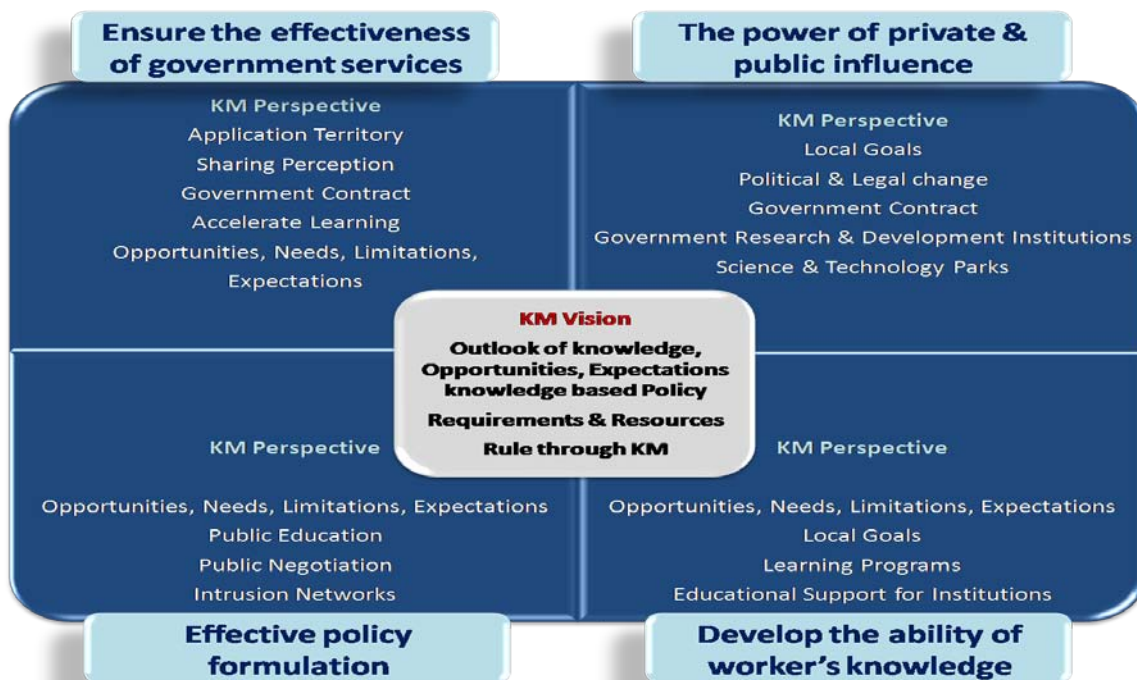 Ensure the effectiveness
of government services
KM Perspective
Application Territory
Sharing Perception
Government Contract
Accelerate Learning
Opportunities, Needs, Limitations,
Expectations
The power of private &
public influence
KM Perspective
Local Goals
Political & Legal change
Government Contract
Government Research & Development Institutions
Science & Technology Parks
KM Vision
Outlook of knowledge,
Opportunities, Expectations
knowledge based Policy
Requirements & Resources
Rule through KM
KM Perspective
Opportunities, Needs, Limitations, Expectations
Public Education
Public Negotiation
Intrusion Networks
Effective policy
formulation
KM Perspective
Opportunities, Needs, Limitations, Expectations
Local Goals
Learning Programs
Educational Support for Institutions
Develop the ability of
worker's knowledge